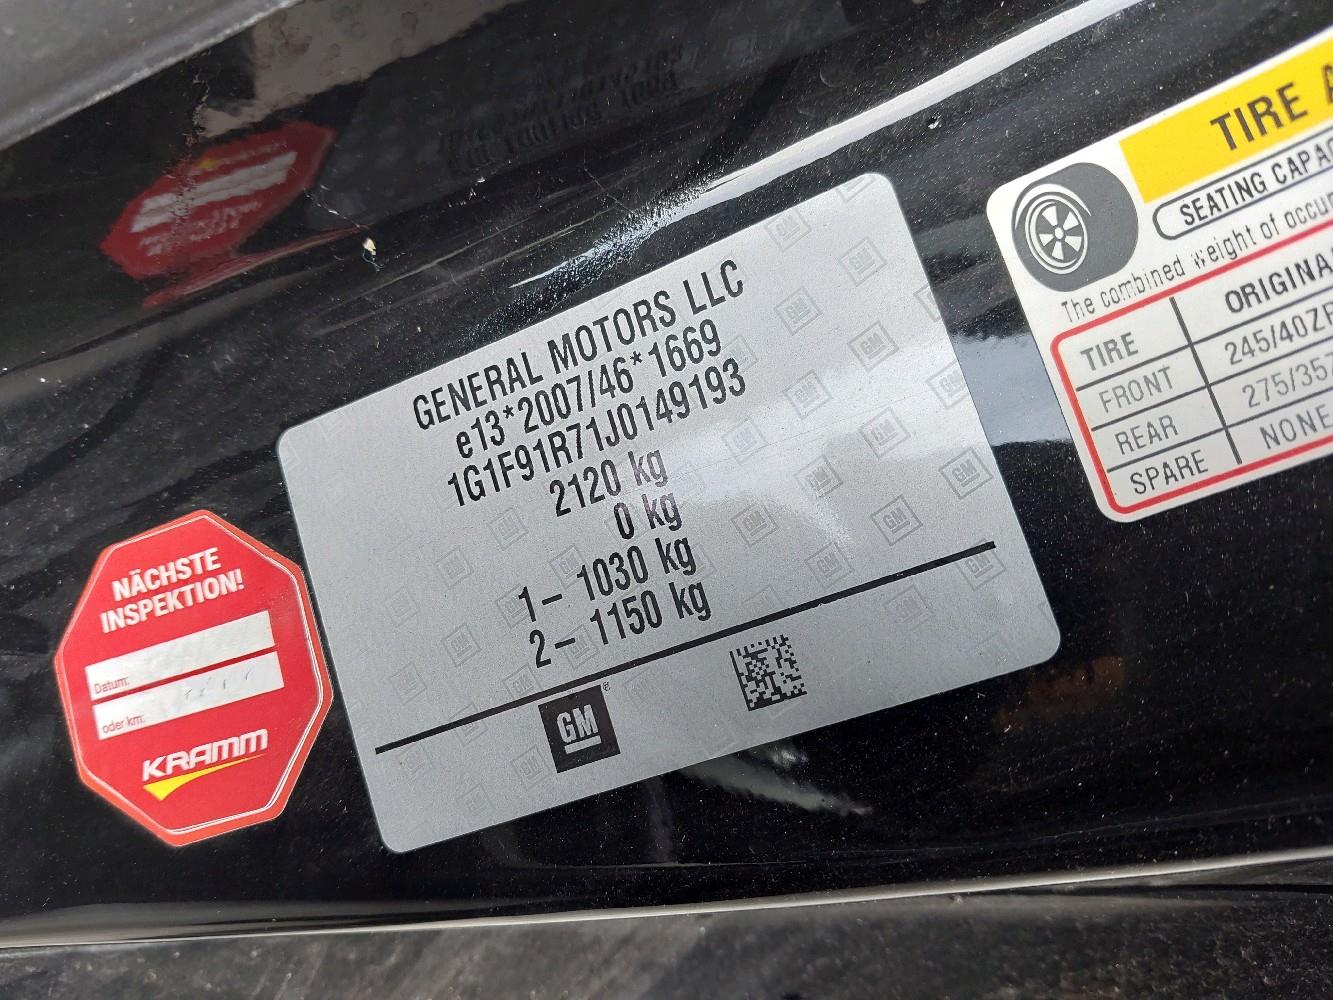 GENERAL MOTORS LLC
e13*2007/46*1669
1G1F91R71J0149193
2120 kg
0 kg
1- 1030 kg
2- 1150 kg
GM
®
NÄCHSTE
INSPEKTION!
Datum:
oder km:
KRAMM
TIRE A
SEATING CAPAC
The combined weight of occu
TIRE ORIGINA
FRONT 245/40ZR
REAR 275/35Z
SPARE NONE